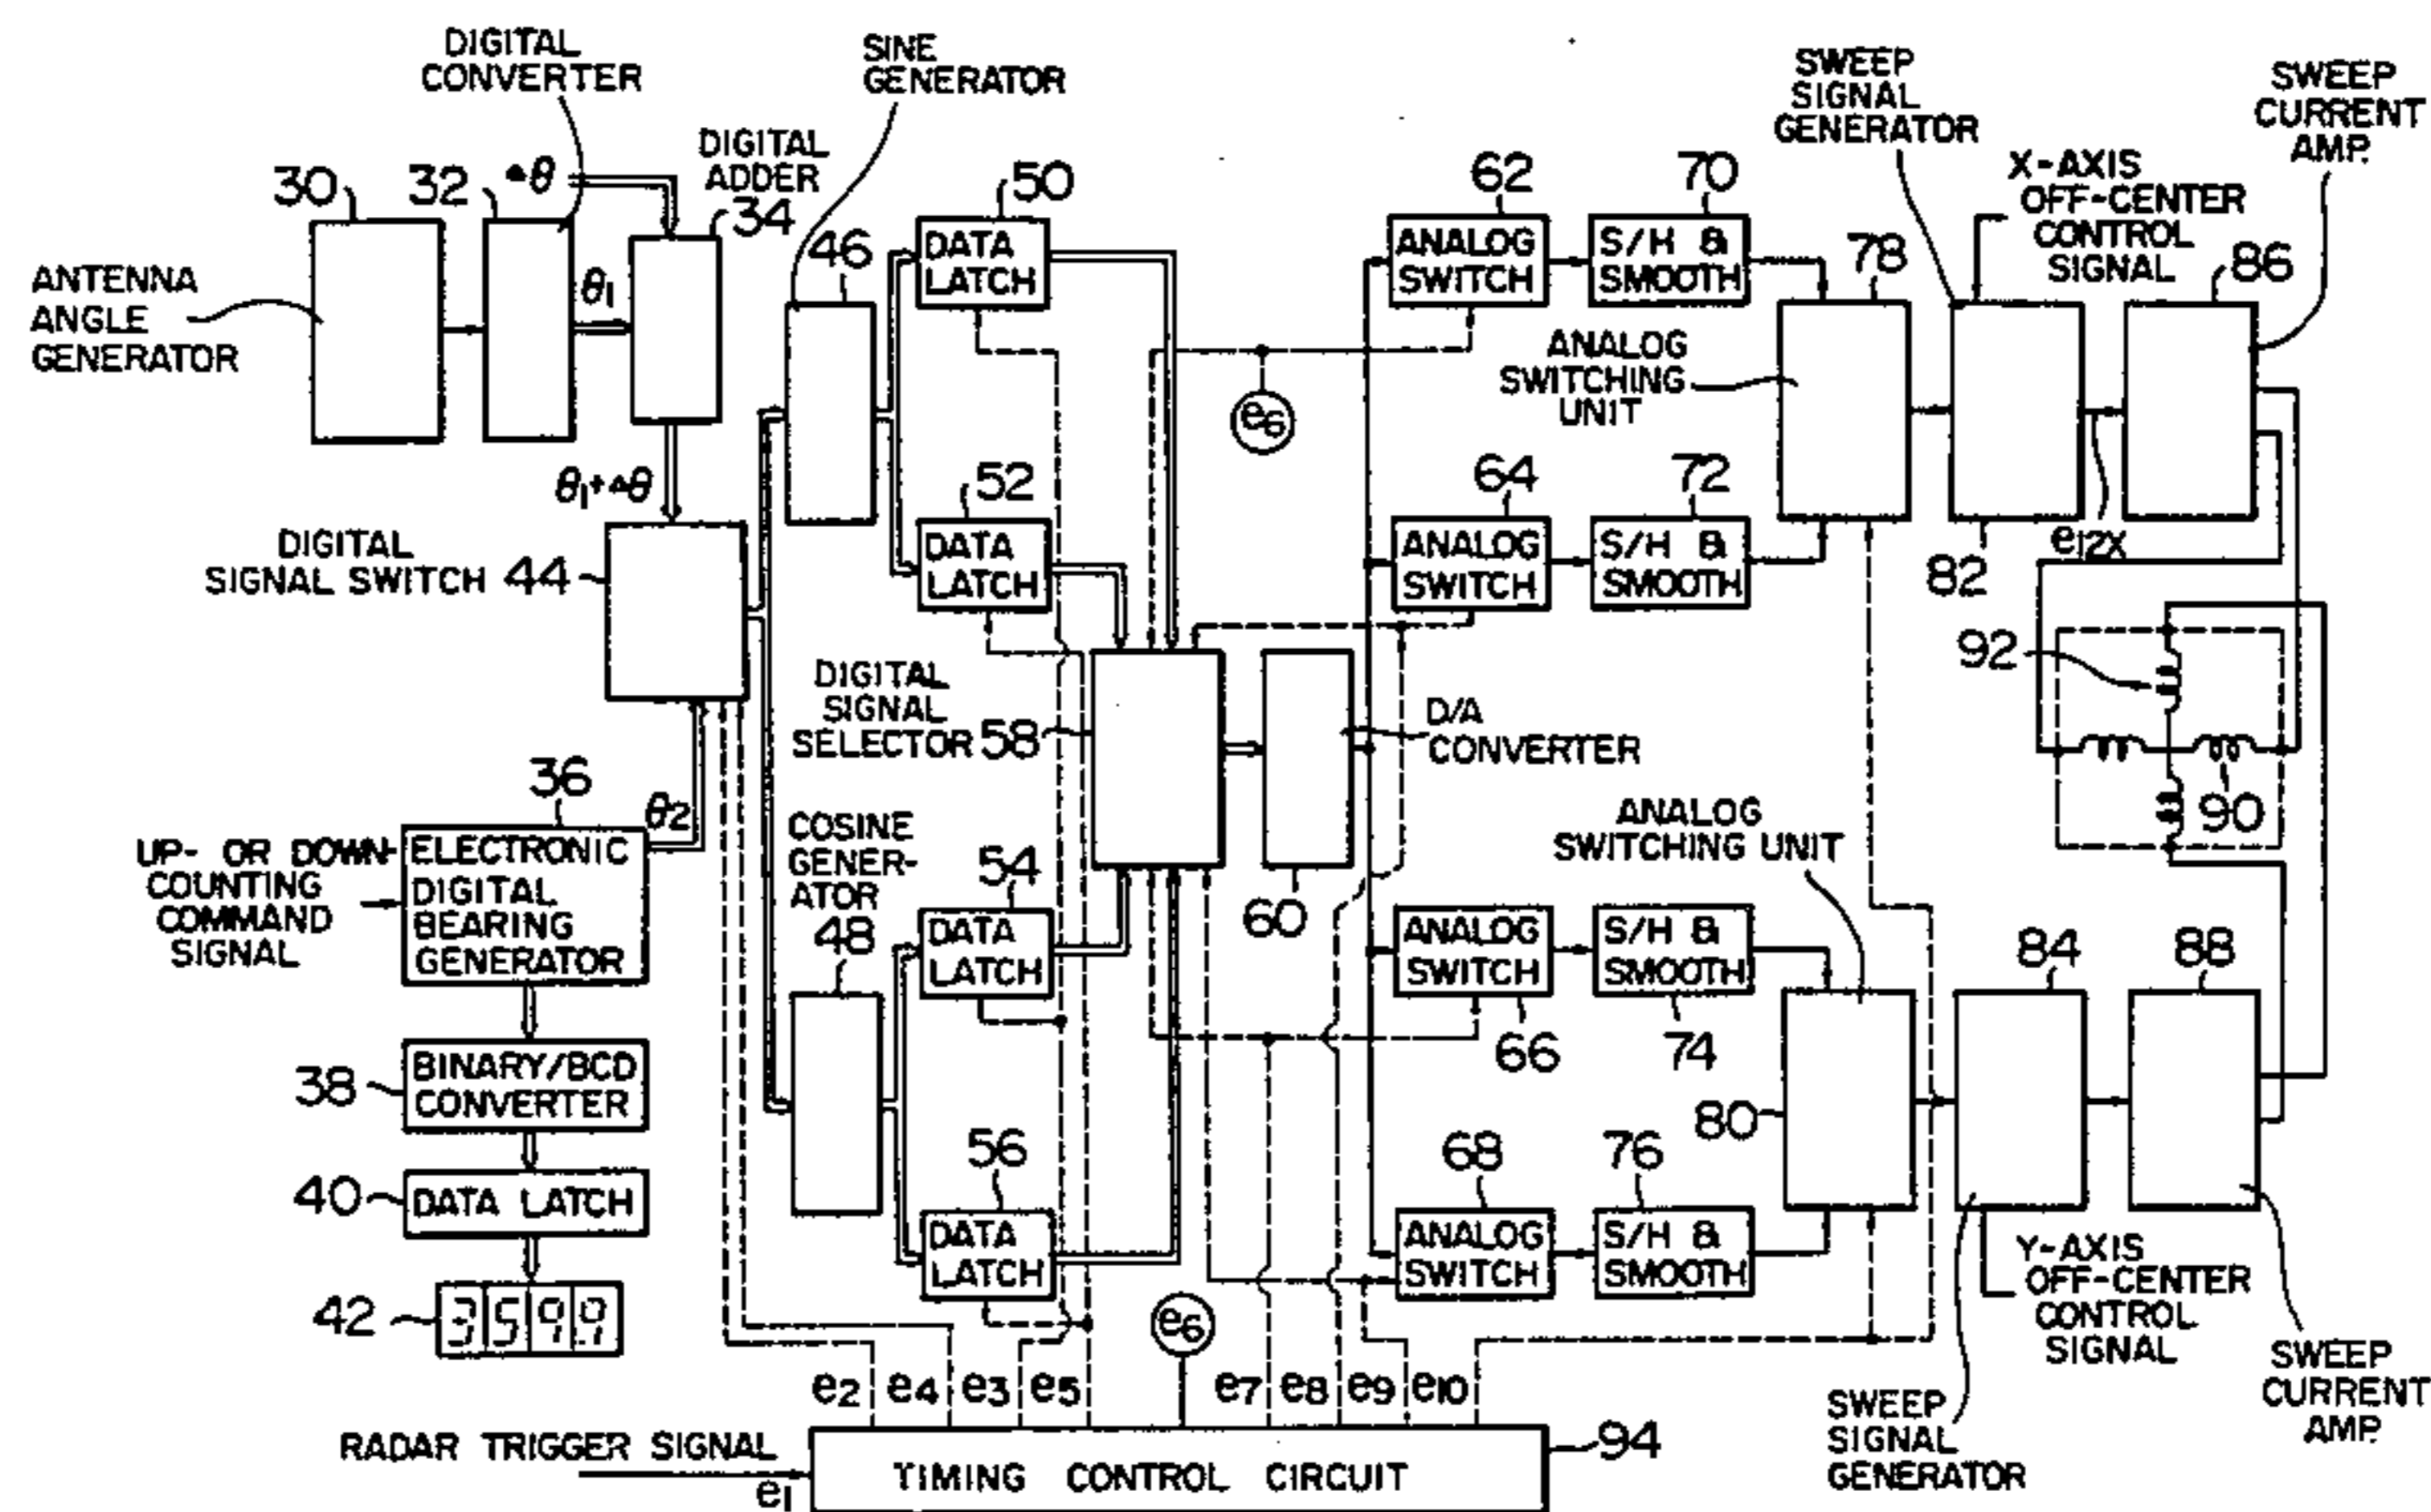 DIGITAL
CONVERTER
SINE
GENERATOR
SWEEP
SIGNAL
GENERATOR
SWEEP
CURRENT
AMP.
DIGITAL
ADDER
X-AXIS
OFF-CENTER
CONTROL
SIGNAL
30
32
Δθ
34
50
62
70
78
86
ANTENNA
ANGLE
GENERATOR
θ1
46
DATA
LATCH
ANALOG
SWITCH
S/H &
SMOOTH
ANALOG
SWITCHING
UNIT
e6
θ1+Δθ
52
64
72
DIGITAL
SIGNAL SWITCH 44
DATA
LATCH
ANALOG
SWITCH
S/H &
SMOOTH
82
e12X
92
90
DIGITAL
SIGNAL
SELECTOR 58
D/A
CONVERTER
60
36
θ2
UP- OR DOWN-
COUNTING
COMMAND
SIGNAL
ELECTRONIC
DIGITAL
BEARING
GENERATOR
COSINE
GENER-
ATOR
48
54
DATA
LATCH
ANALOG
SWITCH
66
S/H &
SMOOTH
74
ANALOG
SWITCHING UNIT
80
84
88
38
BINARY/BCD
CONVERTER
40
DATA LATCH
42
359.9
56
DATA
LATCH
68
ANALOG
SWITCH
76
S/H &
SMOOTH
Y-AXIS
OFF-CENTER
CONTROL
SIGNAL
SWEEP
CURRENT
AMP.
SWEEP
SIGNAL
GENERATOR
e6
e2 e4 e3 e5 e7 e8 e9 e10
RADAR TRIGGER SIGNAL
e1
TIMING CONTROL CIRCUIT
94